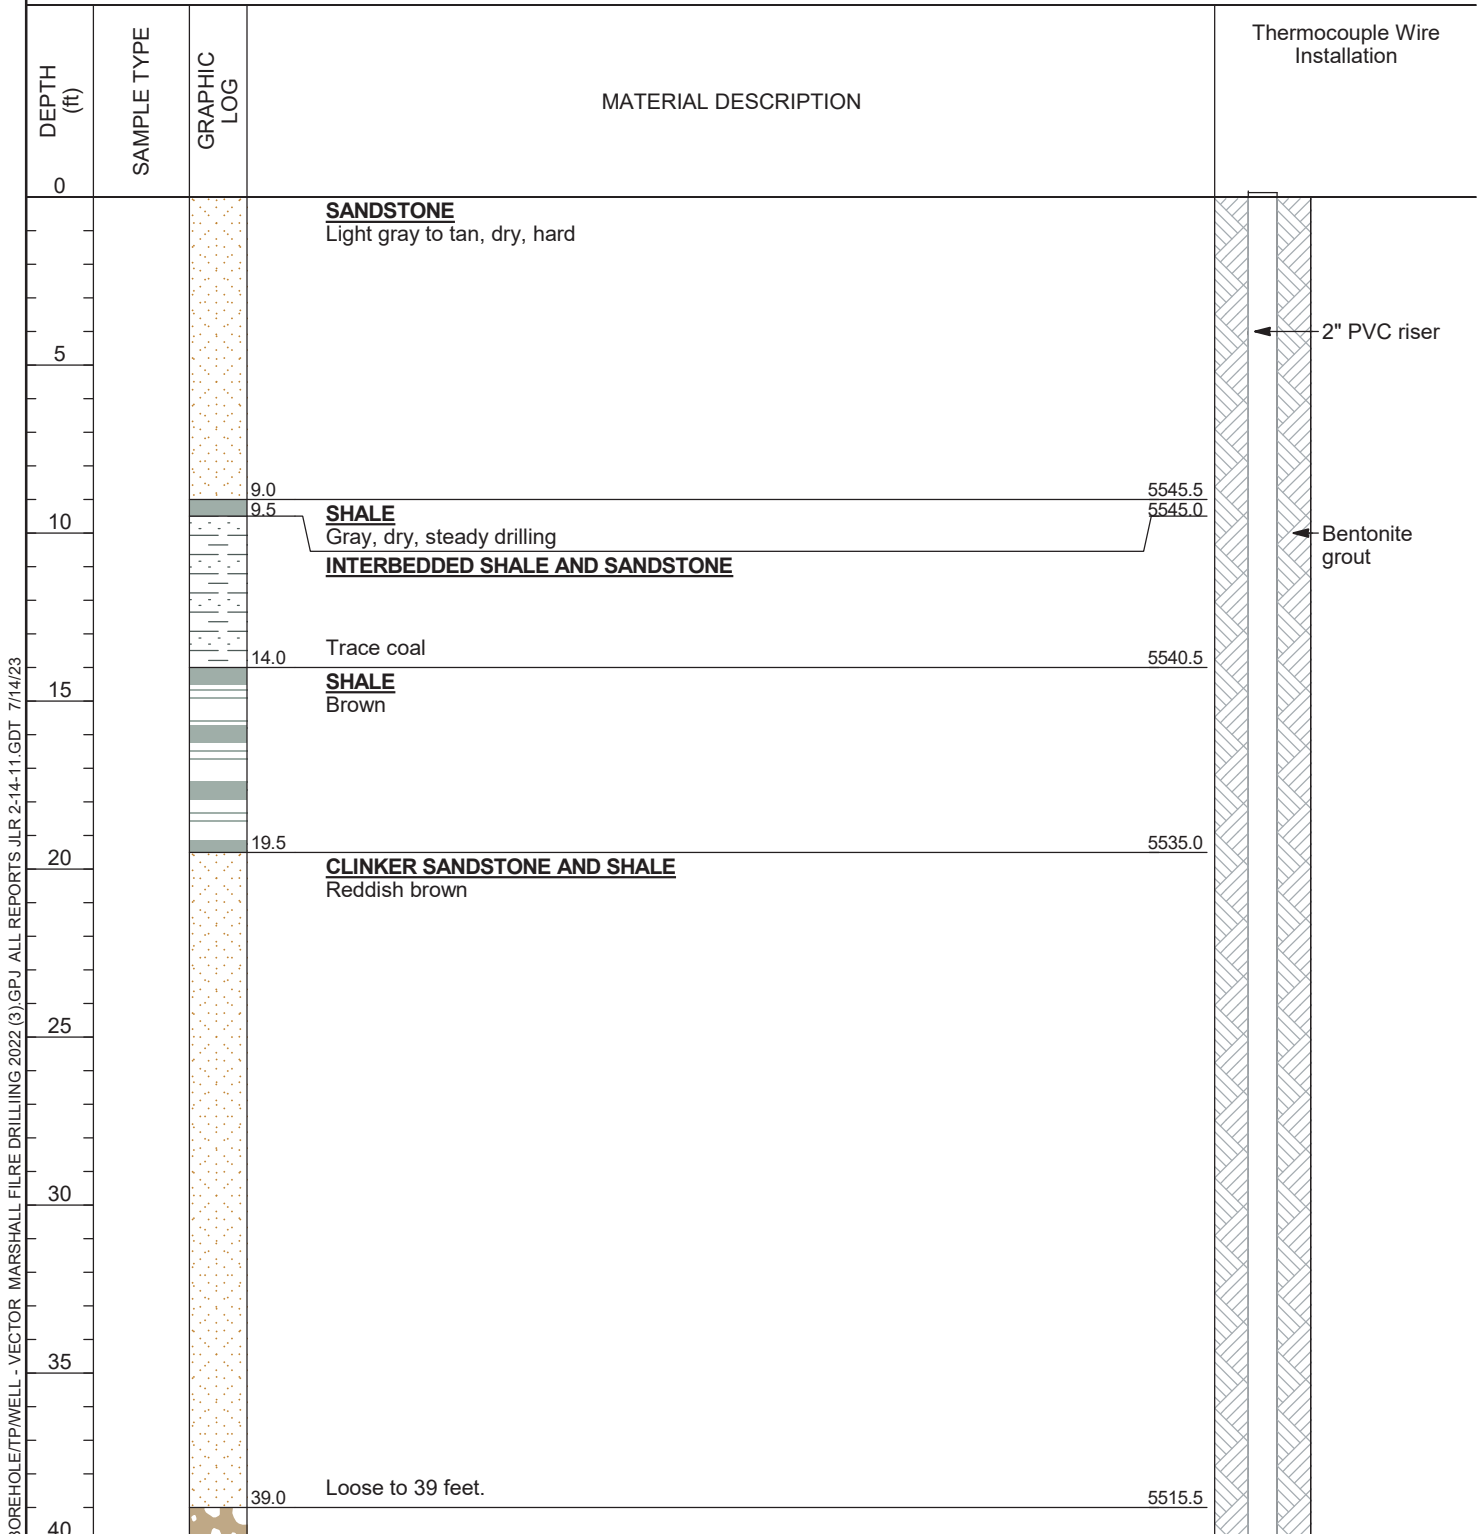 DEPTH
(ft)
SAMPLE TYPE
GRAPHIC
LOG
MATERIAL DESCRIPTION
Thermocouple Wire
Installation
0
SANDSTONE
Light gray to tan, dry, hard
2" PVC riser
5
9.0
5545.5
9.5
SHALE
5545.0
10
Gray, dry, steady drilling
Bentonite
grout
INTERBEDDED SHALE AND SANDSTONE
Trace coal
14.0
5540.5
SHALE
15
Brown
19.5
5535.0
20
CLINKER SANDSTONE AND SHALE
Reddish brown
25
30
35
Loose to 39 feet.
39.0
5515.5
40
BOREHOLE/TP/WELL - VECTOR MARSHALL FILRE DRILLIING 2022 (3).GPJ ALL REPORTS JLR 2-14-11.GDT 7/14/23